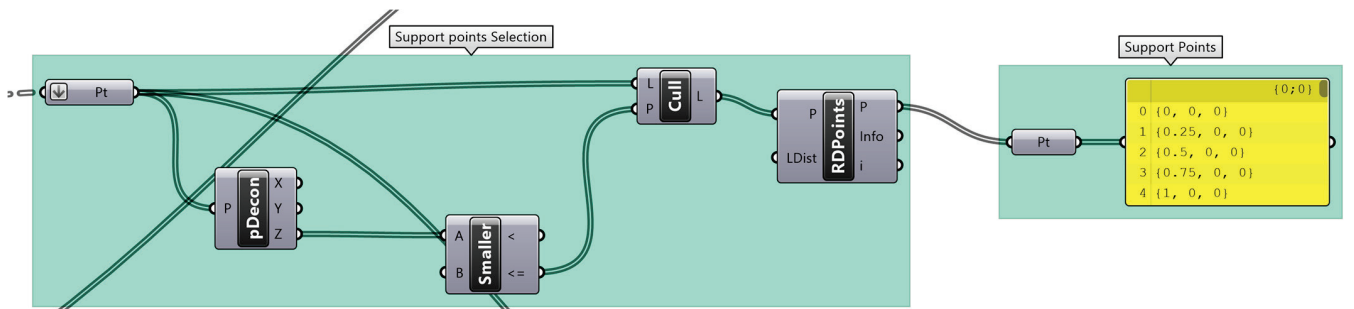 Support points Selection
Support Points
Pt
L
P
Cull
L
P
LDist
RDPoints
P
Info
i
Pt
{0;0}
0 {0, 0, 0}
1 {0.25, 0, 0}
2 {0.5, 0, 0}
3 {0.75, 0, 0}
4 {1, 0, 0}
P
pDecon
X
Y
Z
A
B
Smaller
<
<=